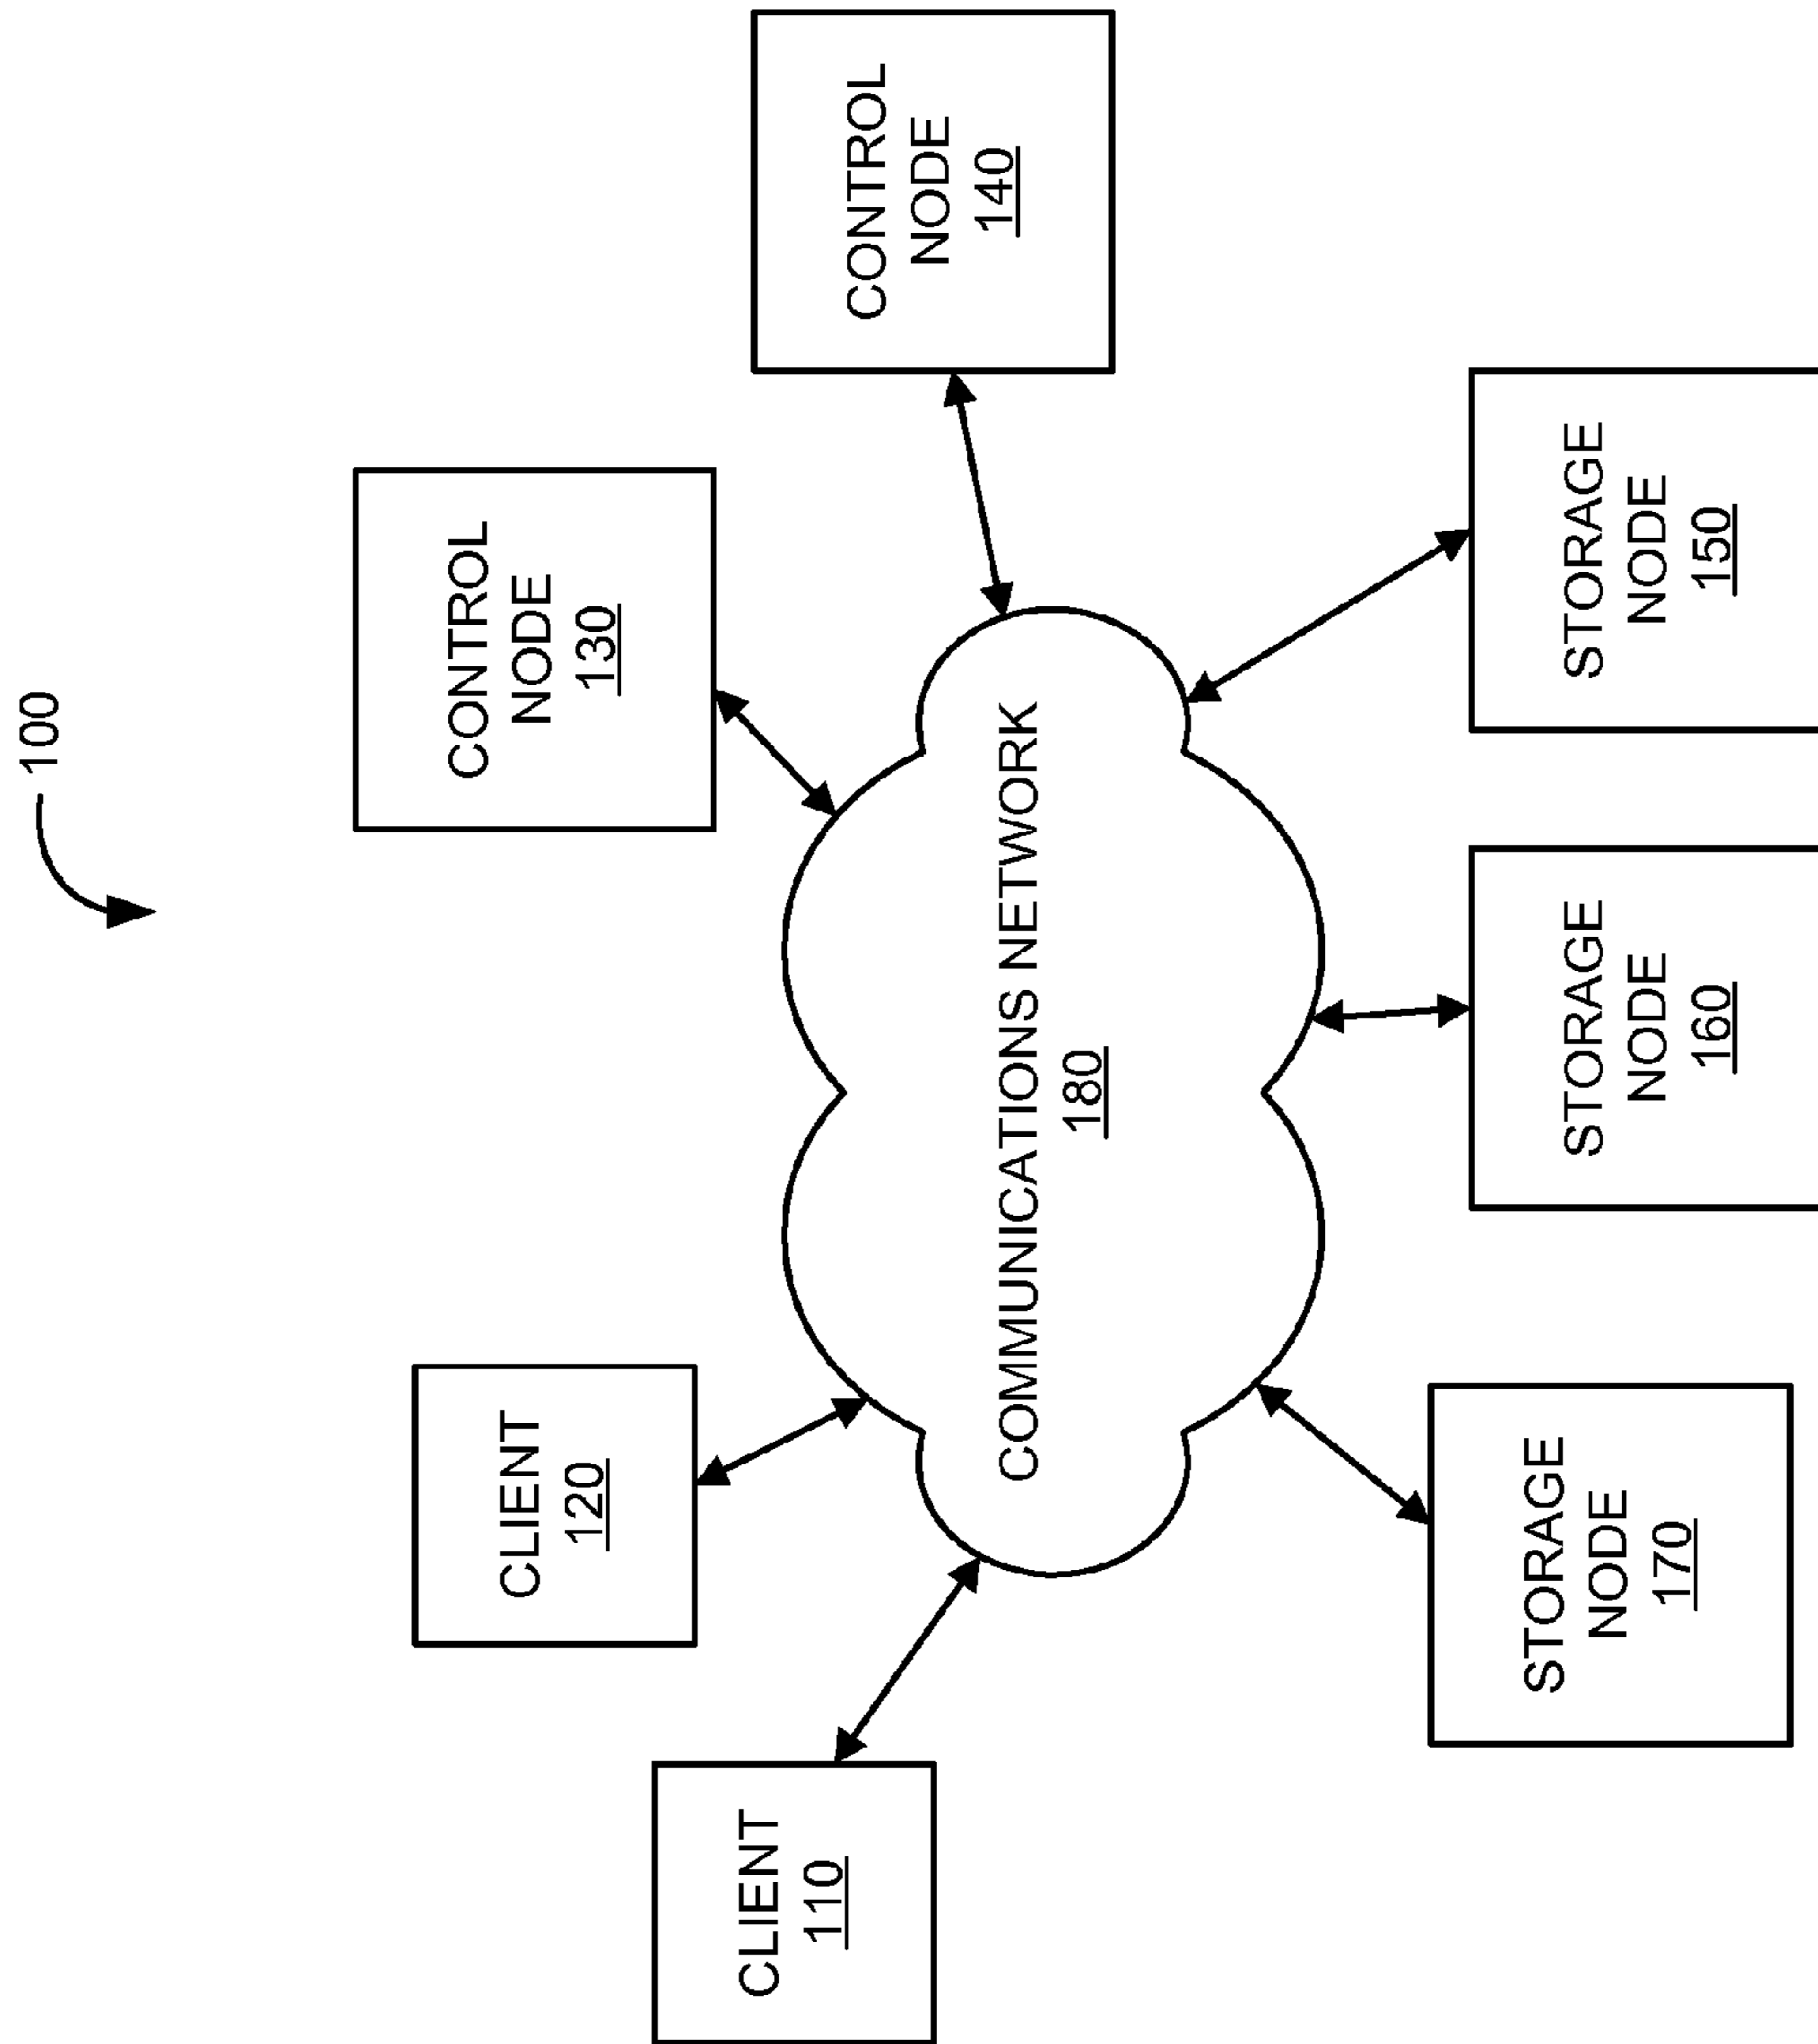 100
CLIENT
110
CLIENT
120
CONTROL
NODE
130
CONTROL
NODE
140
COMMUNICATIONS NETWORK
180
STORAGE
NODE
170
STORAGE
NODE
160
STORAGE
NODE
150